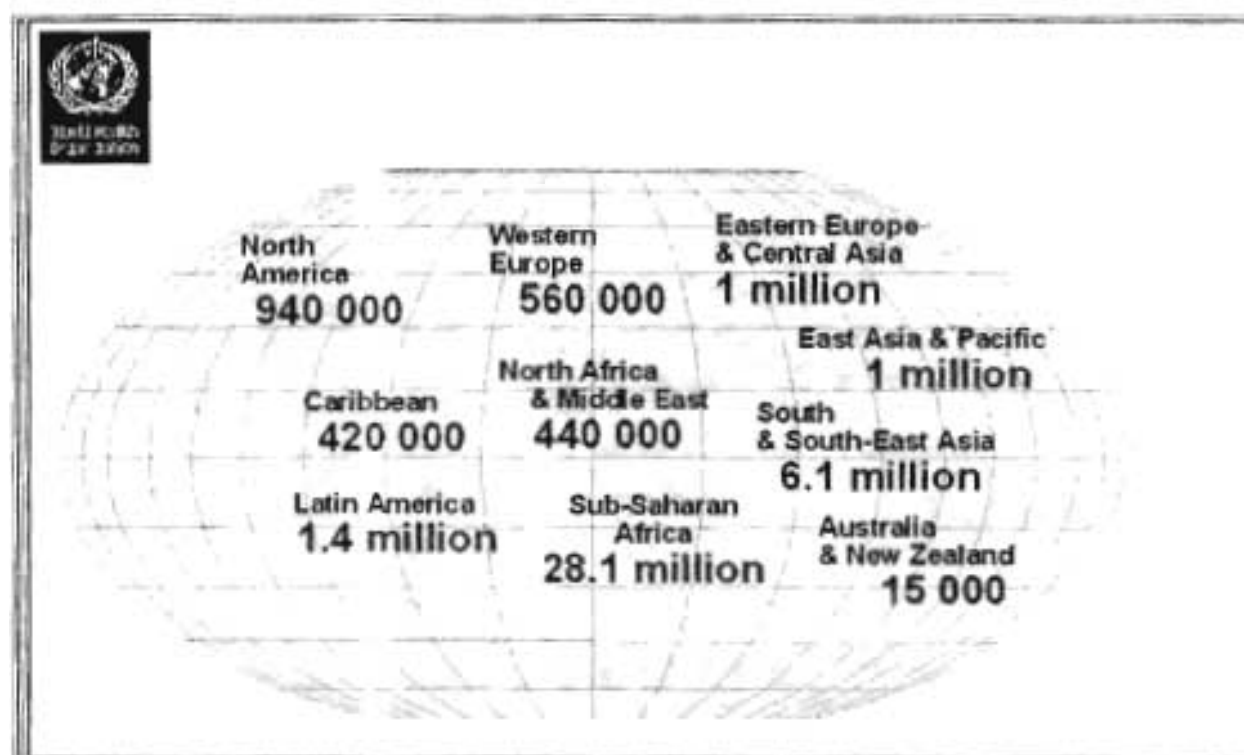 North
America
940 000
Western
Europe
560 000
Eastern Europe
& Central Asia
1 million
East Asia & Pacific
1 million
Caribbean
420 000
North Africa
& Middle East
440 000
South
& South-East Asia
6.1 million
Latin America
1.4 million
Sub-Saharan
Africa
28.1 million
Australia
& New Zealand
15 000